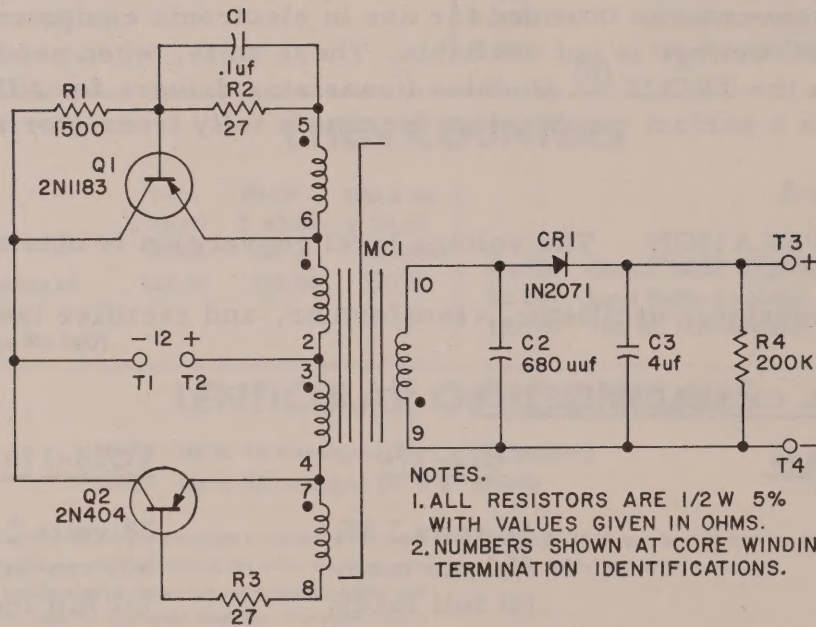 C1
.1uf
R1
1500
R2
27
5
Q1
2N1183
6
1
MC1
10
CR1
1N2071
T3
+
2
- 12 +
T1 T2
3
C2
680uuf
C3
4uf
R4
200K
4
9
T4
Q2
2N404
7
R3
27
8
NOTES.
1. ALL RESISTORS ARE 1/2 W 5%
WITH VALUES GIVEN IN OHMS.
2. NUMBERS SHOWN AT CORE WINDIN
TERMINATION IDENTIFICATIONS.